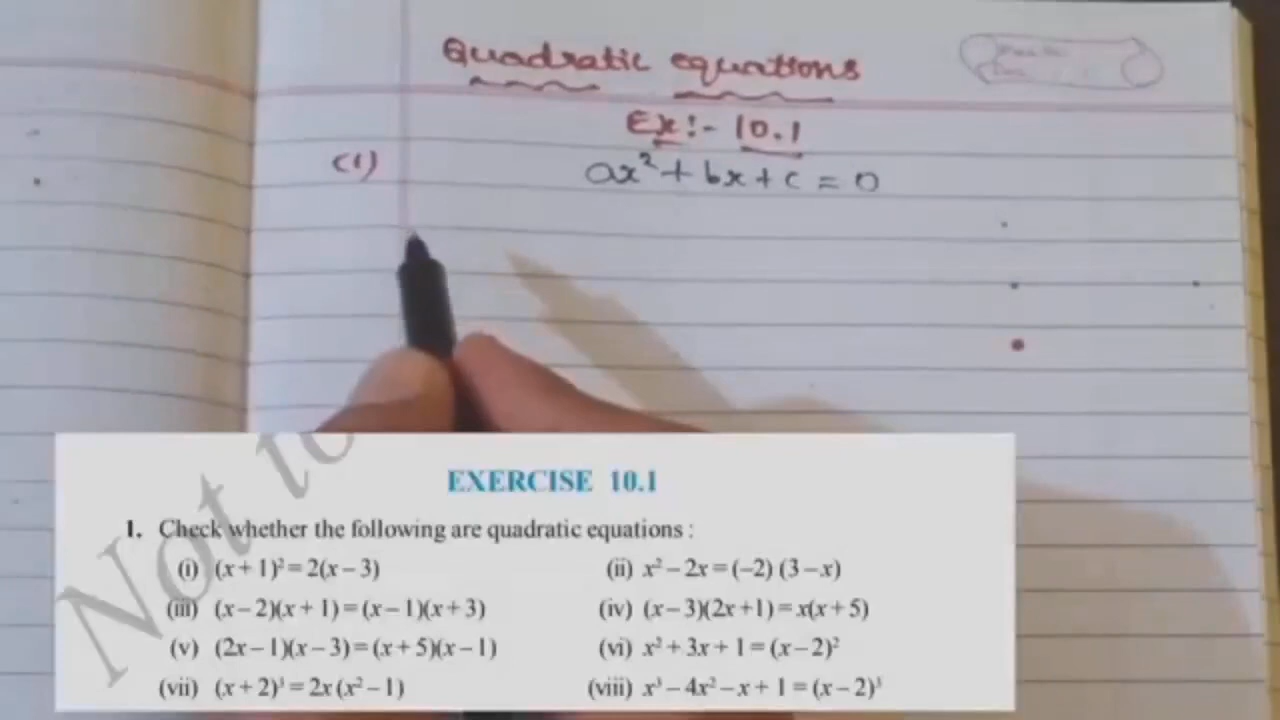 Quadratic equations
Ex:- 10.1
(1) ax² + bx + c = 0
Not to
EXERCISE 10.1
1. Check whether the following are quadratic equations :
(i) (x + 1)² = 2(x – 3) (ii) x² – 2x = (–2) (3 – x)
(iii) (x – 2)(x + 1) = (x – 1)(x + 3) (iv) (x – 3)(2x + 1) = x(x + 5)
(v) (2x – 1)(x – 3) = (x + 5)(x – 1) (vi) x² + 3x + 1 = (x – 2)²
(vii) (x + 2)³ = 2x (x² – 1) (viii) x³ – 4x² – x + 1 = (x – 2)³